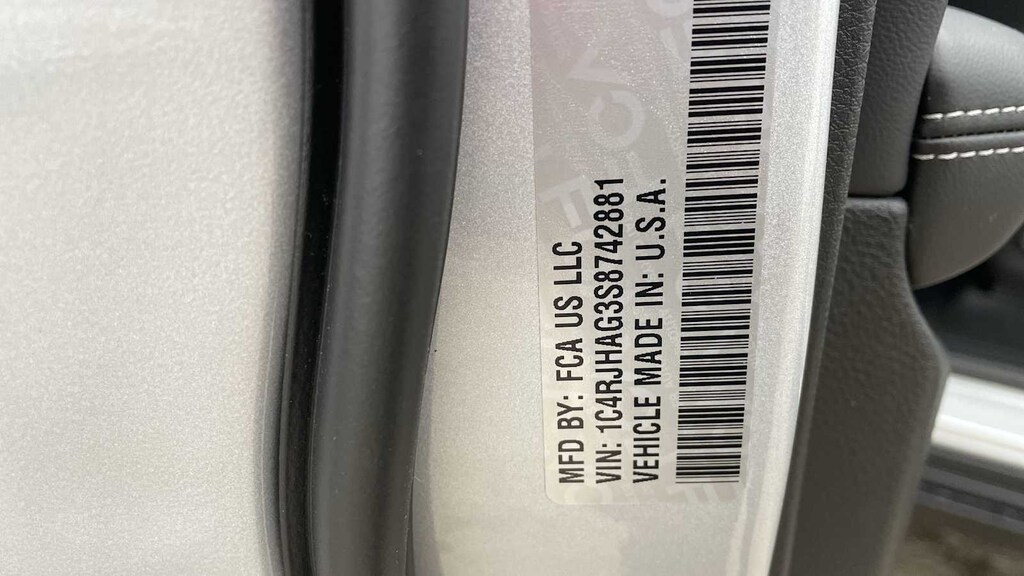 MFD BY: FCA US LLC
VIN: 1C4RJHAG3S8742881
VEHICLE MADE IN: U.S.A.